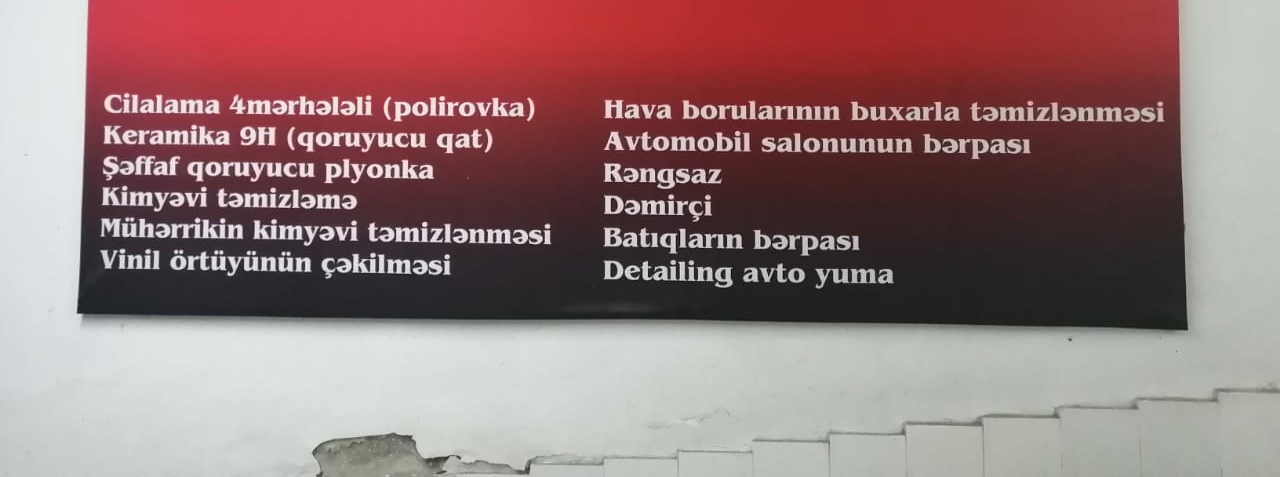 Cilalama 4mərhələli (polirovka)
Keramika 9H (qoruyucu qat)
Şəffaf qoruyucu plyonka
Kimyəvi təmizləmə
Mühərrikin kimyəvi təmizlənməsi
Vinil örtüyünün çəkilməsi
Hava borularının buxarla təmizlənməsi
Avtomobil salonunun bərpası
Rəngsaz
Dəmirçi
Batıqların bərpası
Detailing avto yuma